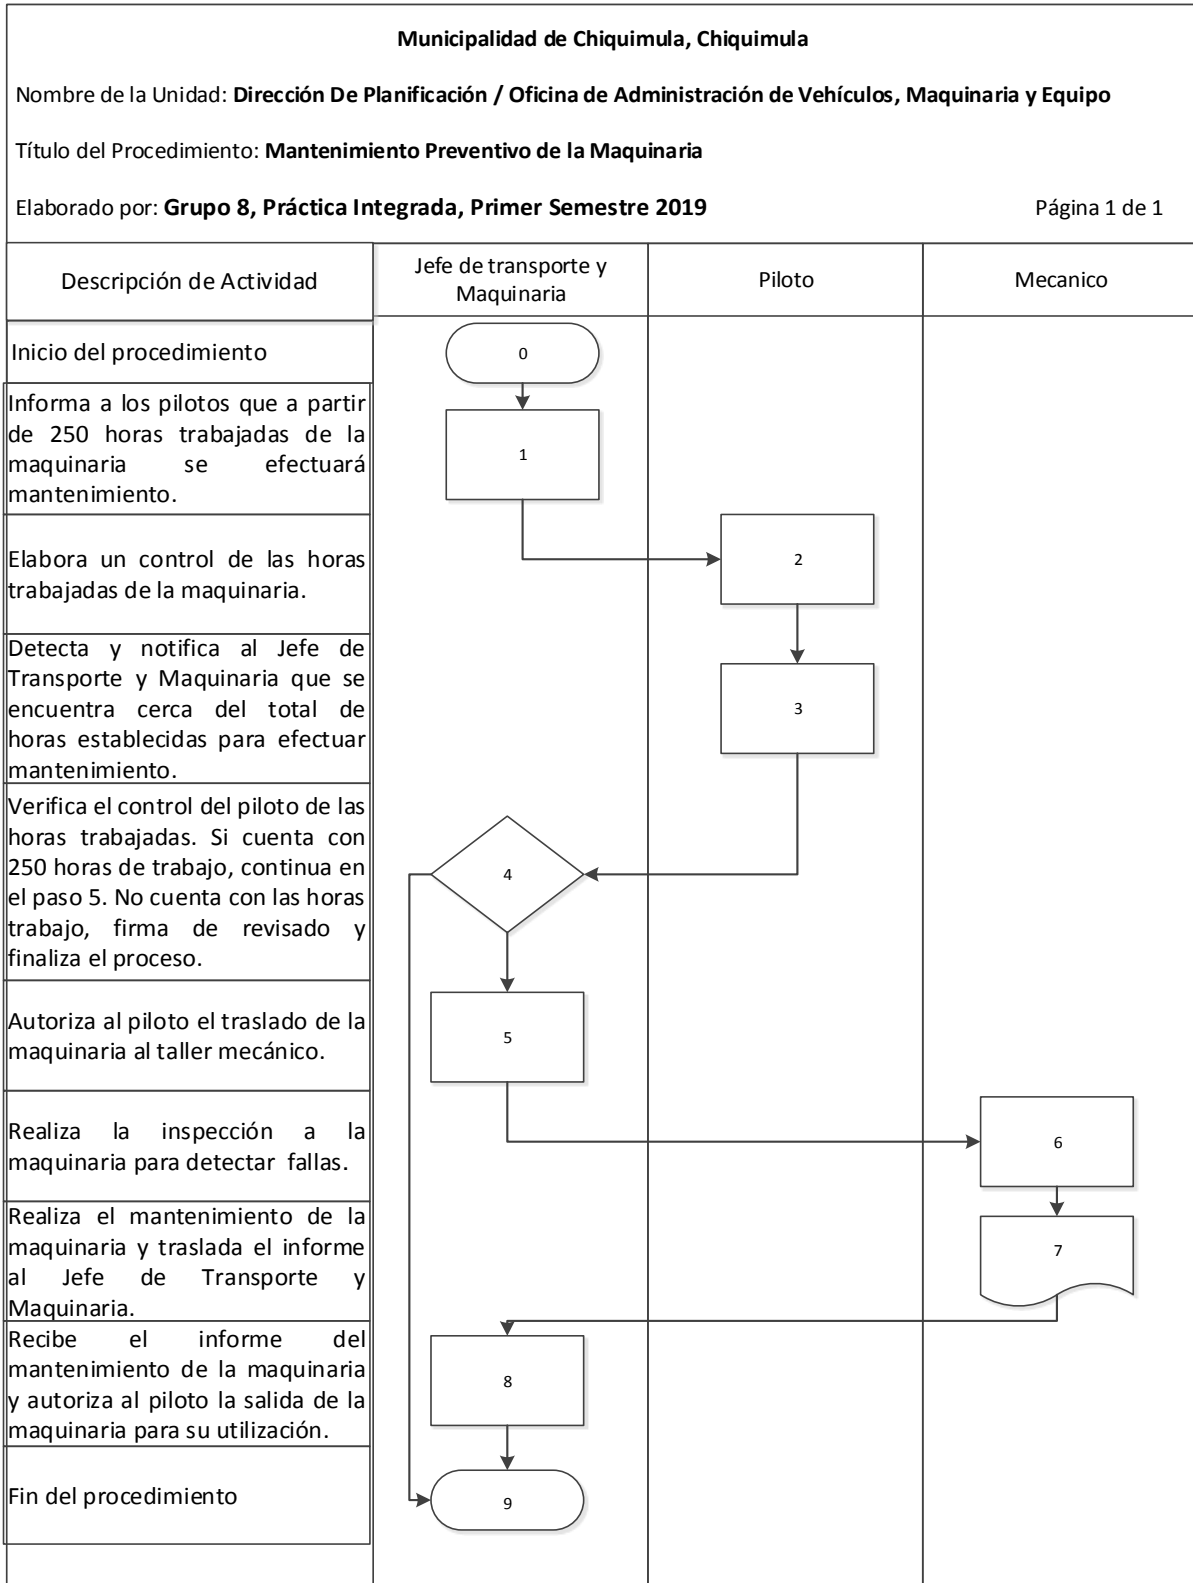 Municipalidad de Chiquimula, Chiquimula
Nombre de la Unidad: Dirección De Planificación / Oficina de Administración de Vehículos, Maquinaria y Equipo
Título del Procedimiento: Mantenimiento Preventivo de la Maquinaria
Elaborado por: Grupo 8, Práctica Integrada, Primer Semestre 2019 Página 1 de 1
Descripción de Actividad
Jefe de transporte y
Maquinaria
Piloto
Mecanico
Inicio del procedimiento
0
Informa a los pilotos que a partir
de 250 horas trabajadas de la
maquinaria se efectuará
mantenimiento.
1
Elabora un control de las horas
trabajadas de la maquinaria.
2
Detecta y notifica al Jefe de
Transporte y Maquinaria que se
encuentra cerca del total de
horas establecidas para efectuar
mantenimiento.
3
Verifica el control del piloto de las
horas trabajadas. Si cuenta con
250 horas de trabajo, continua en
el paso 5. No cuenta con las horas
trabajo, firma de revisado y
finaliza el proceso.
4
Autoriza al piloto el traslado de la
maquinaria al taller mecánico.
5
Realiza la inspección a la
maquinaria para detectar fallas.
6
Realiza el mantenimiento de la
maquinaria y traslada el informe
al Jefe de Transporte y
Maquinaria.
7
Recibe el informe del
mantenimiento de la maquinaria
y autoriza al piloto la salida de la
maquinaria para su utilización.
8
Fin del procedimiento
9